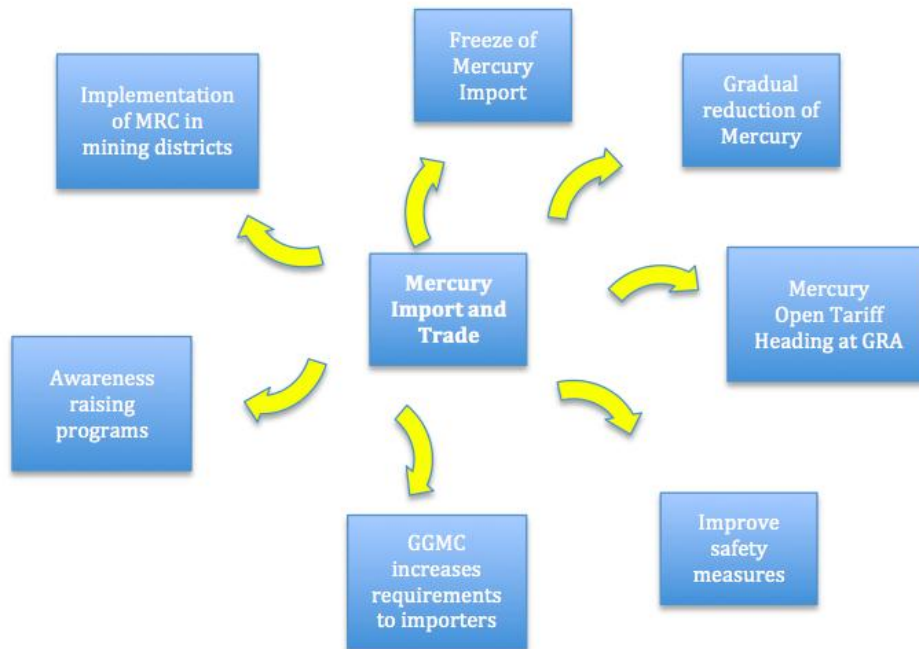 Freeze of
Mercury
Import
Implementation
of MRC in
mining districts
Gradual
reduction of
Mercury
Mercury
Import and
Trade
Mercury
Open Tariff
Heading at GRA
Awareness
raising
programs
GGMC
increases
requirements
to importers
Improve
safety
measures